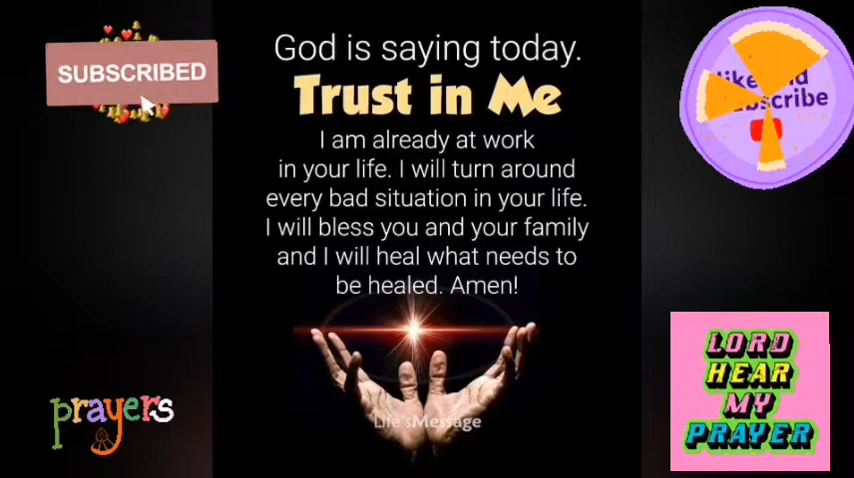 SUBSCRIBED
God is saying today.
Trust in Me
I am already at work
in your life. I will turn around
every bad situation in your life.
I will bless you and your family
and I will heal what needs to
be healed. Amen!
Life'sMessage
prayers
LORD
HEAR
MY
PRAYER